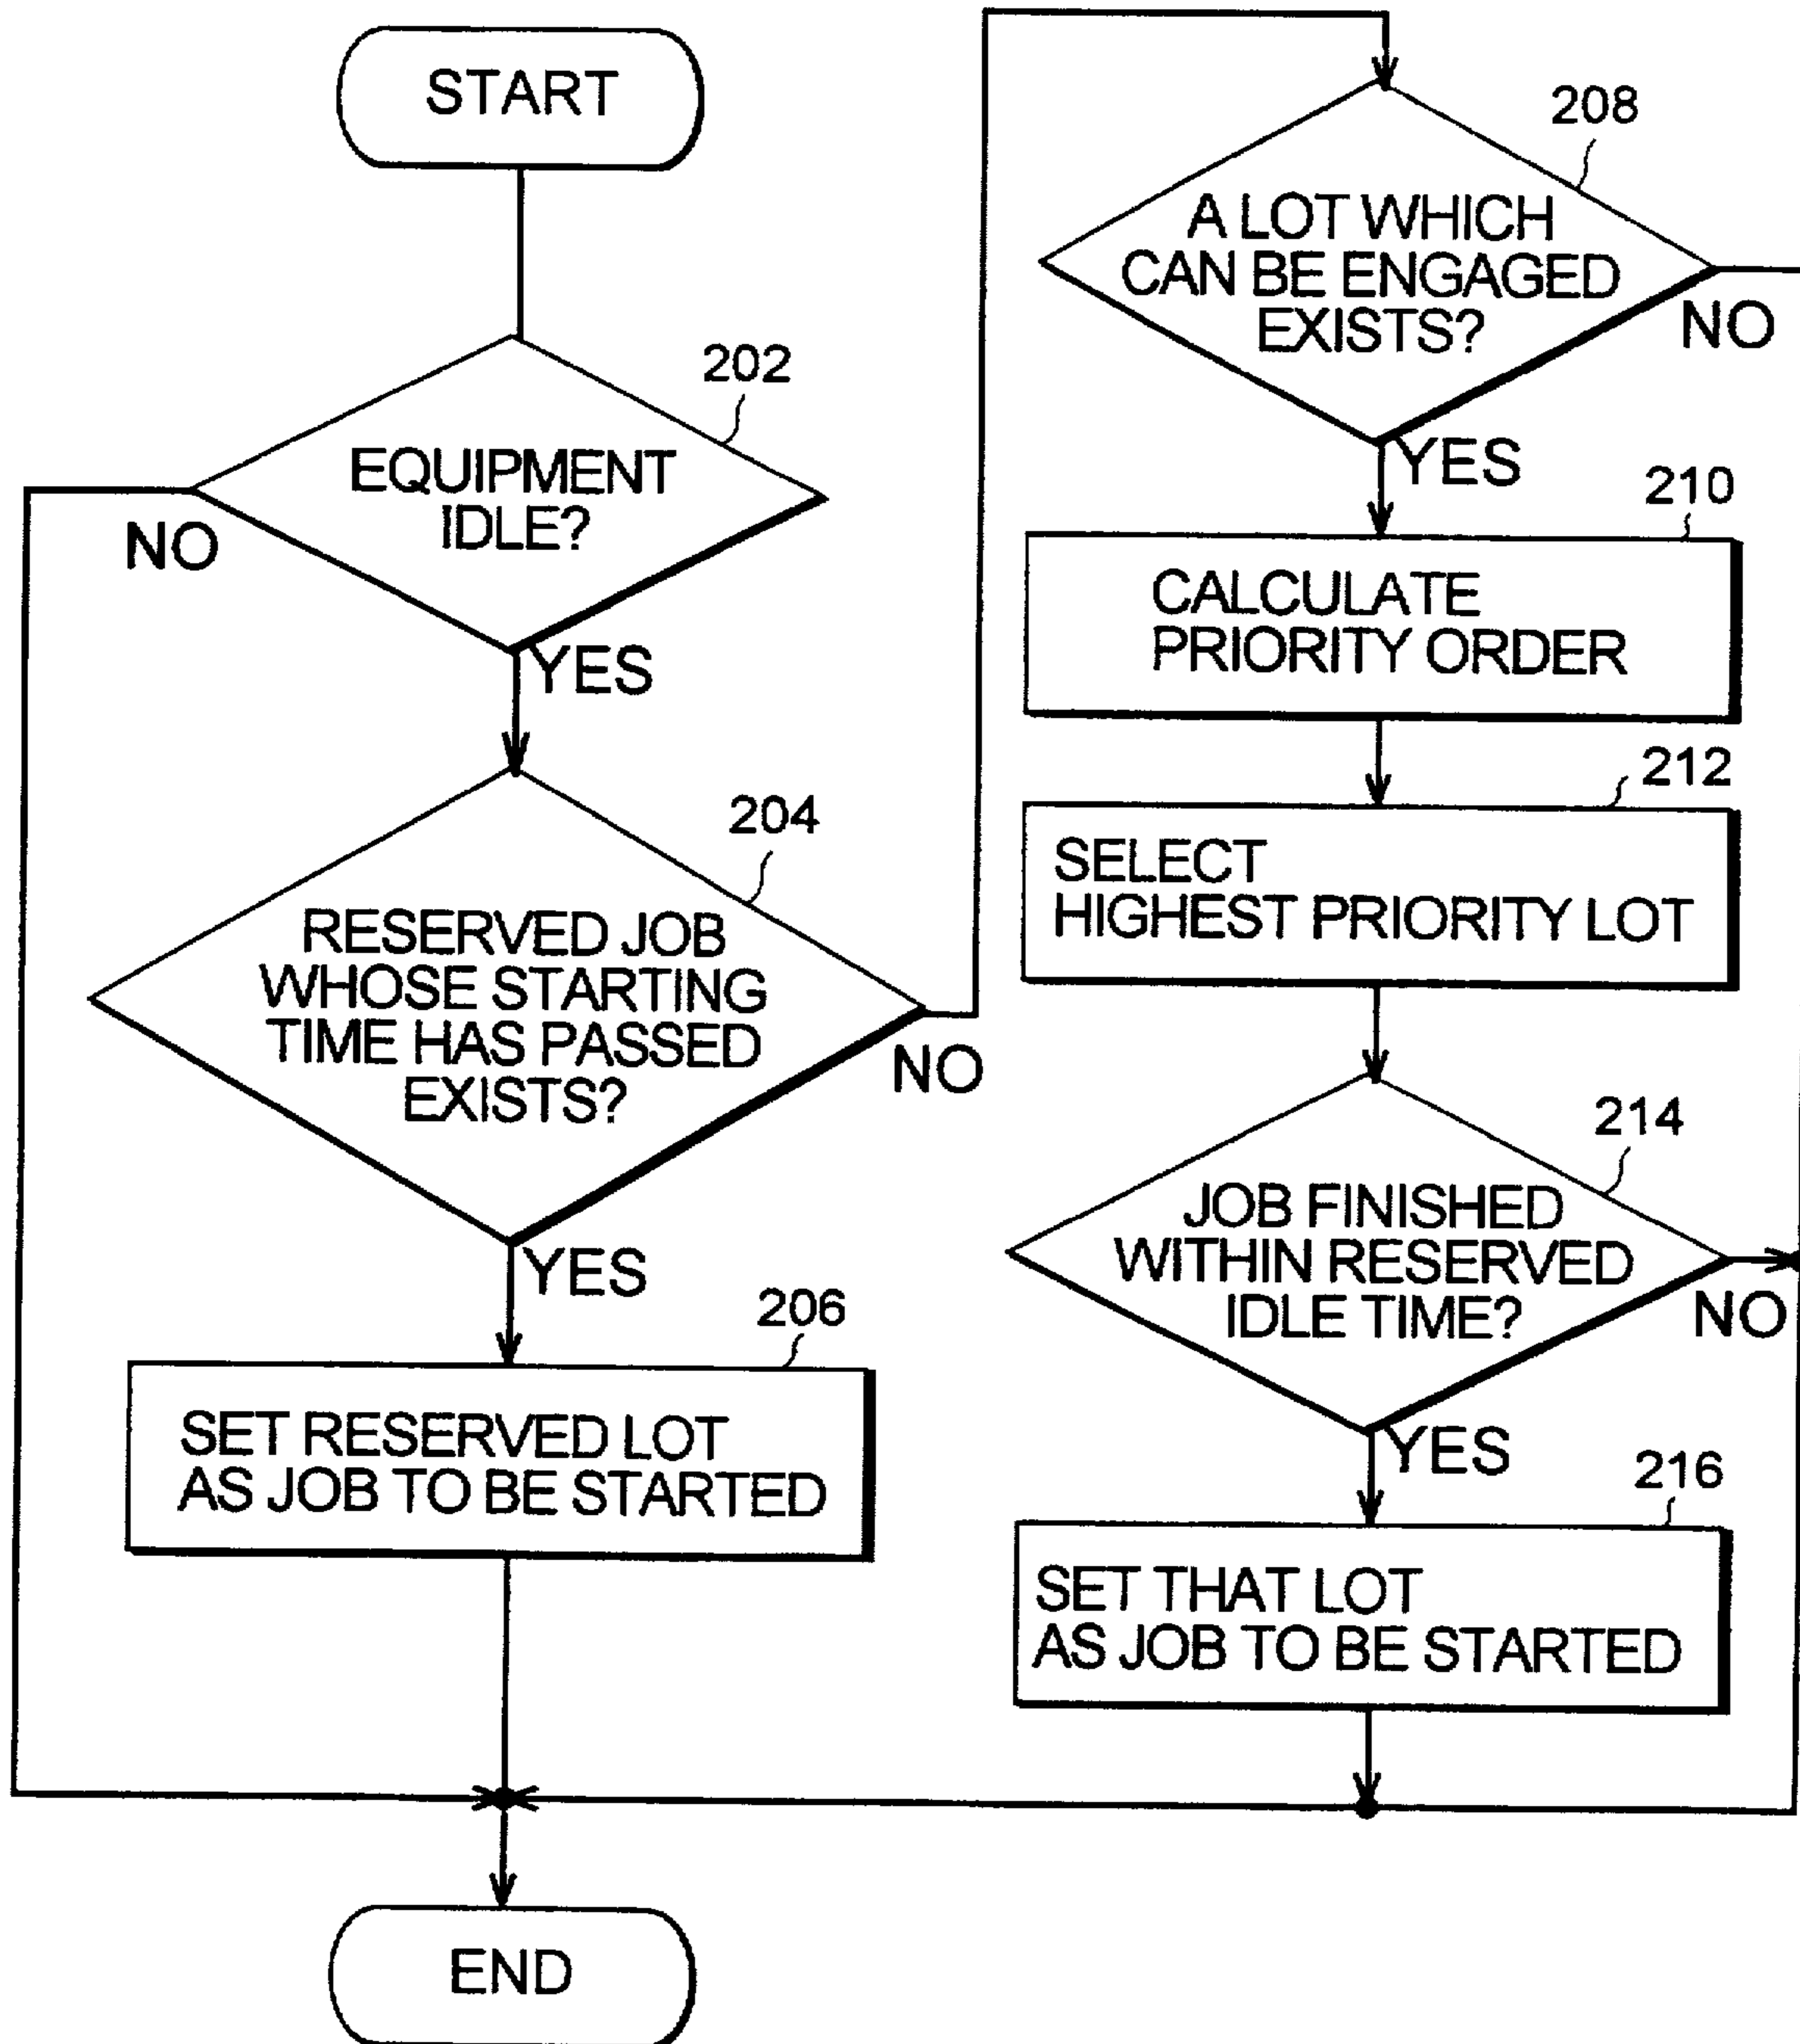 START
202
EQUIPMENT
IDLE?
NO
YES
204
RESERVED JOB
WHOSE STARTING
TIME HAS PASSED
EXISTS?
NO
YES
206
SET RESERVED LOT
AS JOB TO BE STARTED
END
208
A LOT WHICH
CAN BE ENGAGED
EXISTS?
NO
YES
210
CALCULATE
PRIORITY ORDER
212
SELECT
HIGHEST PRIORITY LOT
214
JOB FINISHED
WITHIN RESERVED
IDLE TIME?
NO
YES
216
SET THAT LOT
AS JOB TO BE STARTED